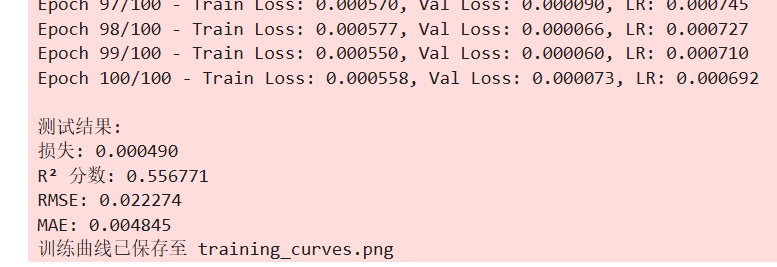 Epoch 97/100 - Train Loss: 0.000570, Val Loss: 0.000090, LR: 0.000745
Epoch 98/100 - Train Loss: 0.000577, Val Loss: 0.000066, LR: 0.000727
Epoch 99/100 - Train Loss: 0.000550, Val Loss: 0.000060, LR: 0.000710
Epoch 100/100 - Train Loss: 0.000558, Val Loss: 0.000073, LR: 0.000692
测试结果:
损失: 0.000490
R² 分数: 0.556771
RMSE: 0.022274
MAE: 0.004845
训练曲线已保存至 training_curves.png